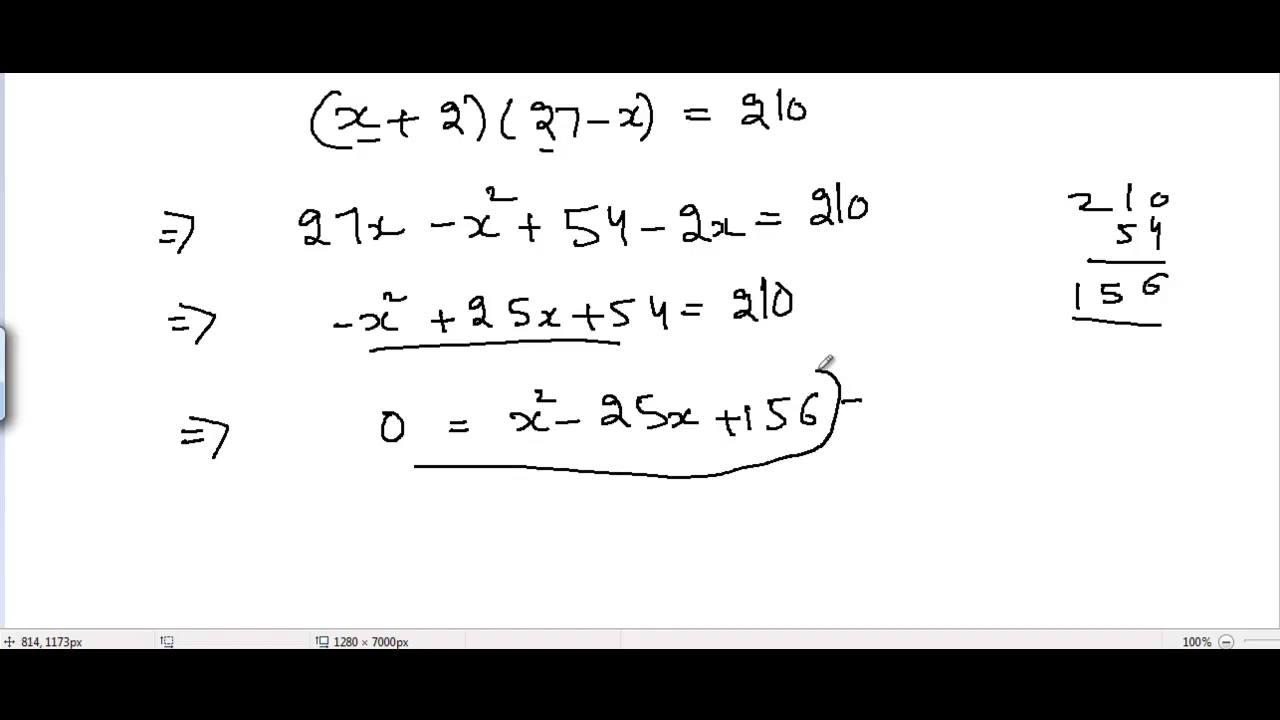 (x + 2)(27 - x) = 210
⇒ 27x - x² + 54 - 2x = 210
⇒ -x² + 25x + 54 = 210
⇒ 0 = x² - 25x + 156
210
54
156
814, 1173px
1280 × 7000px
100%